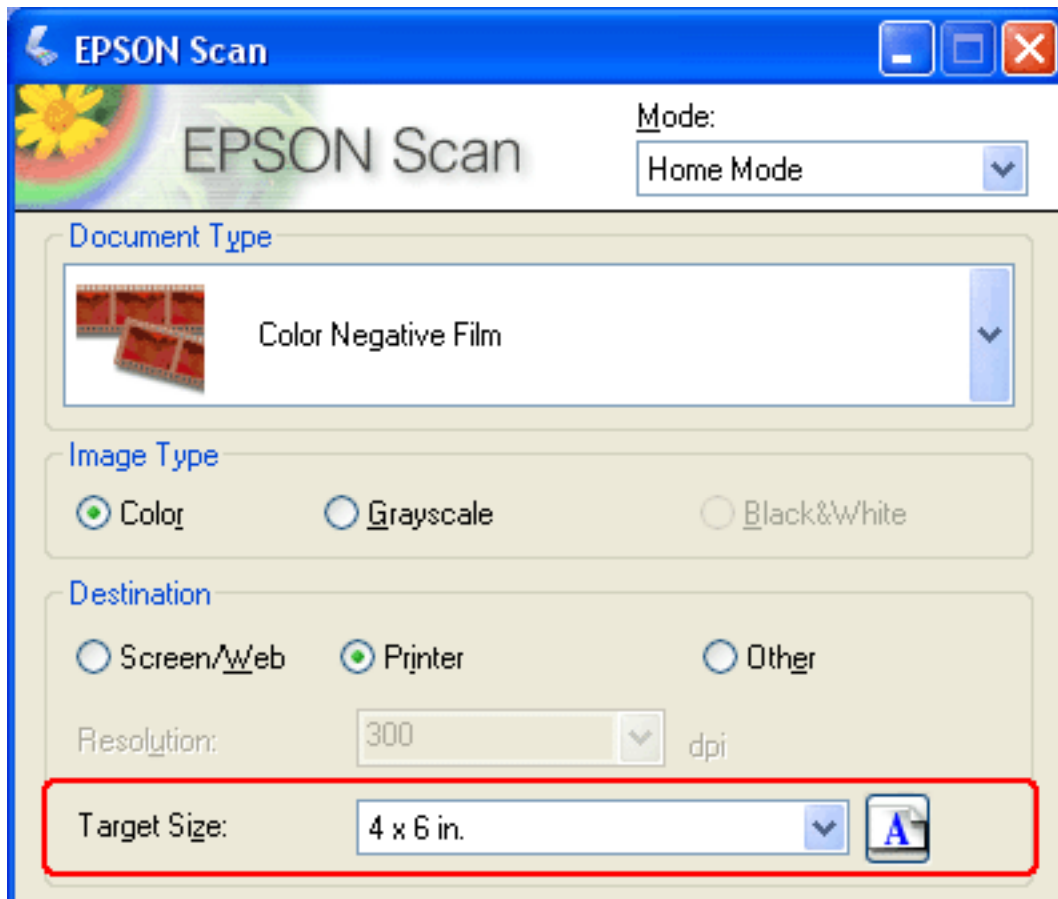 EPSON Scan
EPSON Scan
Mode:
Home Mode
Document Type
Color Negative Film
Image Type
Color Grayscale Black&White
Destination
Screen/Web Printer Other
Resolution: 300 dpi
Target Size: 4 x 6 in. A